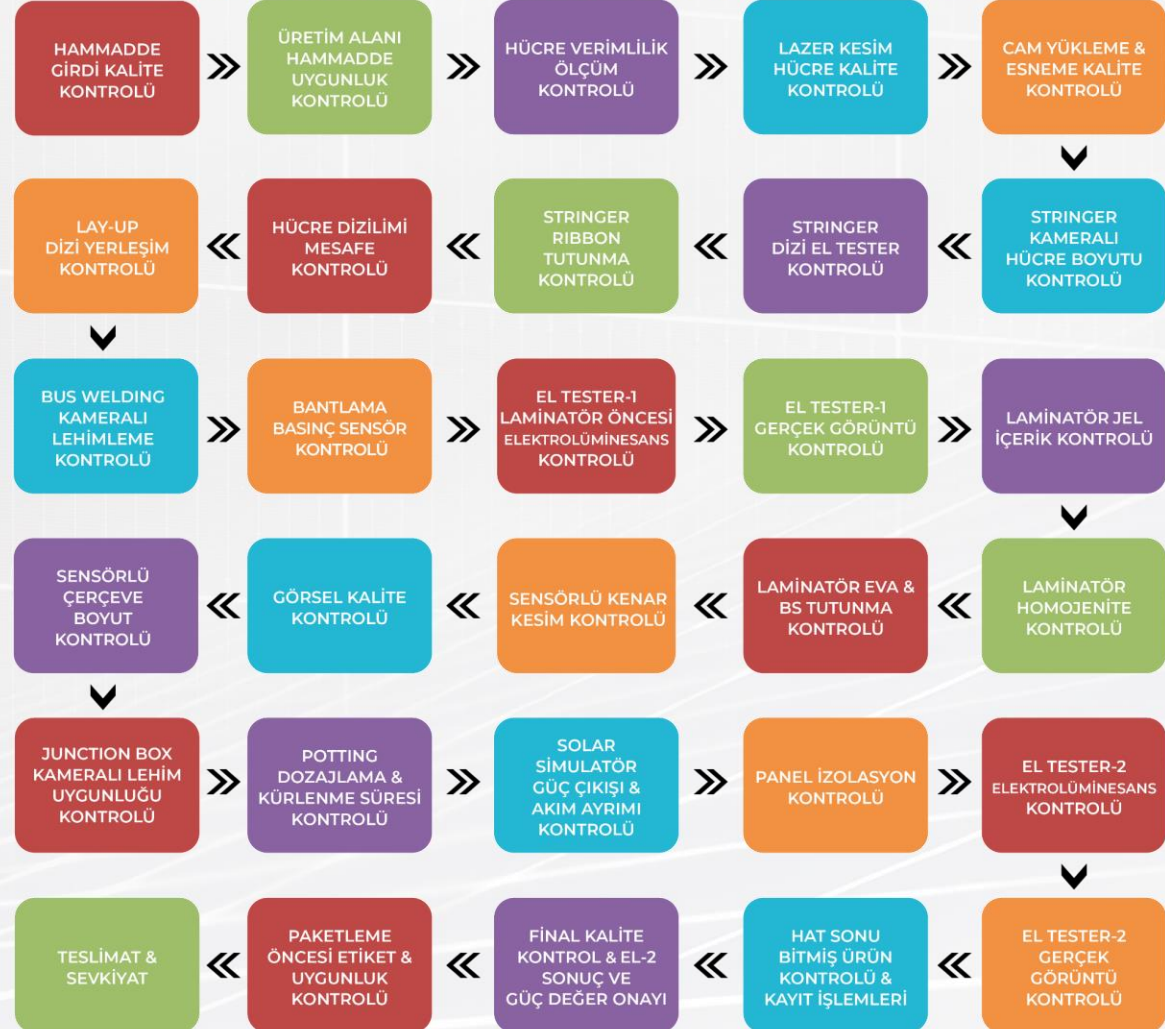 HAMMADDE
GİRDİ KALİTE
KONTROLÜ
ÜRETİM ALANI
HAMMADDE
UYGUNLUK
KONTROLÜ
HÜCRE VERİMLİLİK
ÖLÇÜM
KONTROLÜ
LAZER KESİM
HÜCRE KALİTE
KONTROLÜ
CAM YÜKLEME &
ESNEME KALİTE
KONTROLÜ
STRINGER
KAMERALI
HÜCRE BOYUTU
KONTROLÜ
STRINGER
DİZİ EL TESTER
KONTROLÜ
STRINGER
RIBBON
TUTUNMA
KONTROLÜ
HÜCRE DİZİLİMİ
MESAFE
KONTROLÜ
LAY-UP
DİZİ YERLEŞİM
KONTROLÜ
BUS WELDING
KAMERALI
LEHİMLEME
KONTROLÜ
BANTLAMA
BASINÇ SENSÖR
KONTROLÜ
EL TESTER-1
LAMİNATÖR ÖNCESİ
ELEKTROLÜMİNESANS
KONTROLÜ
EL TESTER-1
GERÇEK GÖRÜNTÜ
KONTROLÜ
LAMİNATÖR JEL
İÇERİK KONTROLÜ
LAMİNATÖR
HOMOJENİTE
KONTROLÜ
LAMİNATÖR EVA &
BS TUTUNMA
KONTROLÜ
SENSÖRLÜ KENAR
KESİM KONTROLÜ
GÖRSEL KALİTE
KONTROLÜ
SENSÖRLÜ
ÇERÇEVE
BOYUT
KONTROLÜ
JUNCTION BOX
KAMERALI LEHİM
UYGUNLUĞU
KONTROLÜ
POTTING
DOZAJLAMA &
KÜRLENME SÜRESİ
KONTROLÜ
SOLAR
SİMULATÖR
GÜÇ ÇIKIŞI &
AKIM AYRIMI
KONTROLÜ
PANEL İZOLASYON
KONTROLÜ
EL TESTER-2
ELEKTROLÜMİNESANS
KONTROLÜ
EL TESTER-2
GERÇEK
GÖRÜNTÜ
KONTROLÜ
HAT SONU
BİTMİŞ ÜRÜN
KONTROLÜ &
KAYIT İŞLEMLERİ
FİNAL KALİTE
KONTROL & EL-2
SONUÇ VE
GÜÇ DEĞER ONAYI
PAKETLEME
ÖNCESİ ETİKET &
UYGUNLUK
KONTROLÜ
TESLİMAT &
SEVKİYAT